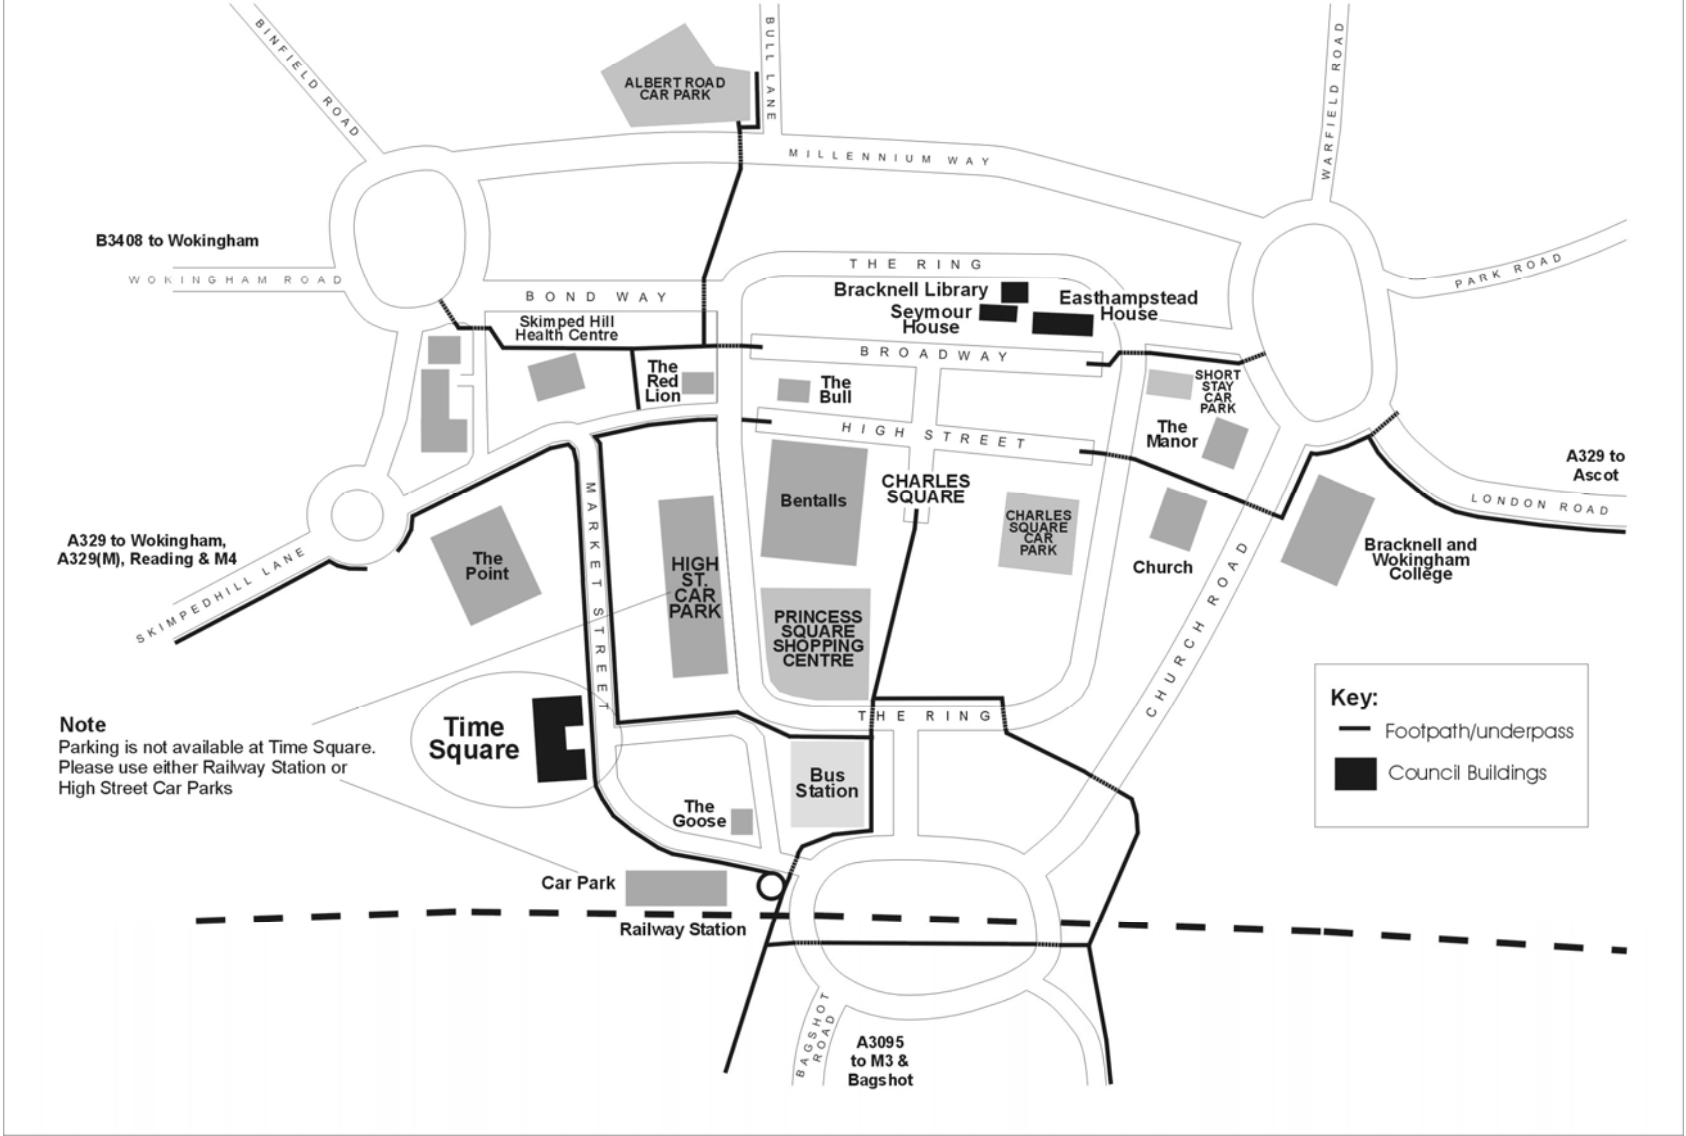 BINFIELD ROAD
BULL LANE
WARFIELD ROAD
ALBERT ROAD
CAR PARK
MILLENNIUM WAY
B3408 to Wokingham
WOKINGHAM ROAD
PARK ROAD
THE RING
BOND WAY
Bracknell Library
Seymour
House
Easthampstead
House
Skimped Hill
Health Centre
BROADWAY
The
Red
Lion
The
Bull
SHORT
STAY
CAR
PARK
The
Manor
HIGH STREET
A329 to
Ascot
LONDON ROAD
CHARLES
SQUARE
Bentalls
CHARLES
SQUARE
CAR
PARK
MARKET STREET
A329 to Wokingham,
A329(M), Reading & M4
SKIMPEDHILL LANE
The
Point
HIGH
ST.
CAR
PARK
Church
Bracknell and
Wokingham
College
CHURCH ROAD
PRINCESS
SQUARE
SHOPPING
CENTRE
THE RING
Time
Square
Note
Parking is not available at Time Square.
Please use either Railway Station or
High Street Car Parks
Bus
Station
The
Goose
Key:
Footpath/underpass
Council Buildings
Car Park
Railway Station
BAGSHOT
ROAD
A3095
to M3 &
Bagshot